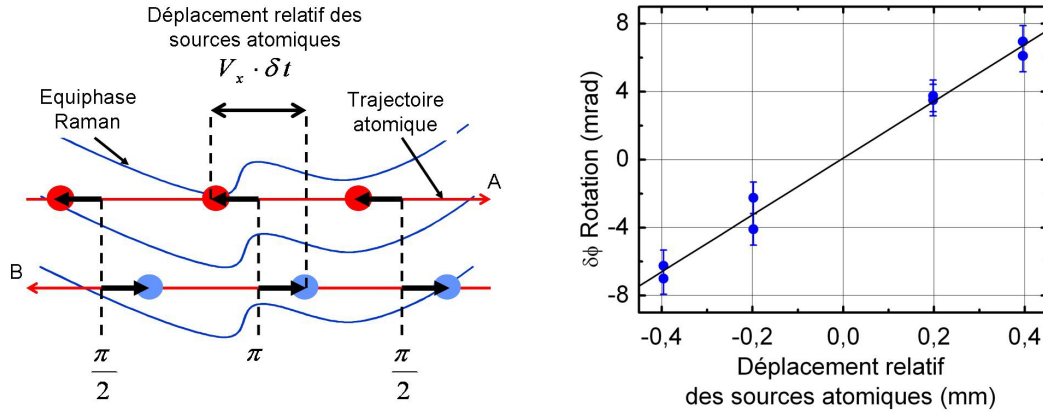 Déplacement relatif des
sources atomiques
V_x · δt
Equiphase
Raman
Trajectoire
atomique
A
B
π/2
π
π/2
δϕ Rotation (mrad)
8
4
0
-4
-8
-0,4
-0,2
0,0
0,2
0,4
Déplacement relatif
des sources atomiques (mm)